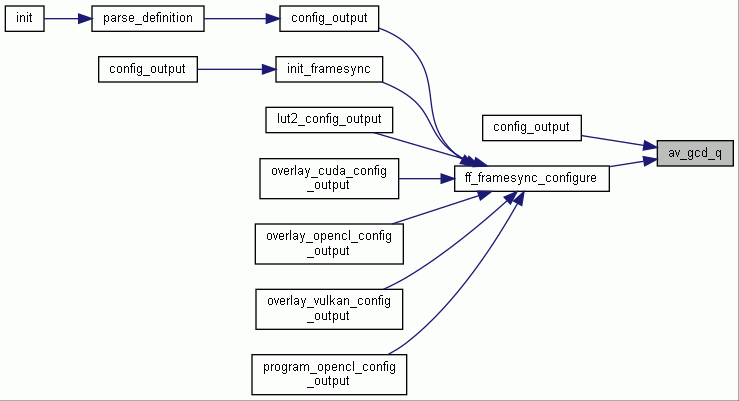 init
parse_definition
config_output
config_output
init_framesync
lut2_config_output
config_output
av_gcd_q
overlay_cuda_config
_output
ff_framesync_configure
overlay_opencl_config
_output
overlay_vulkan_config
_output
program_opencl_config
_output